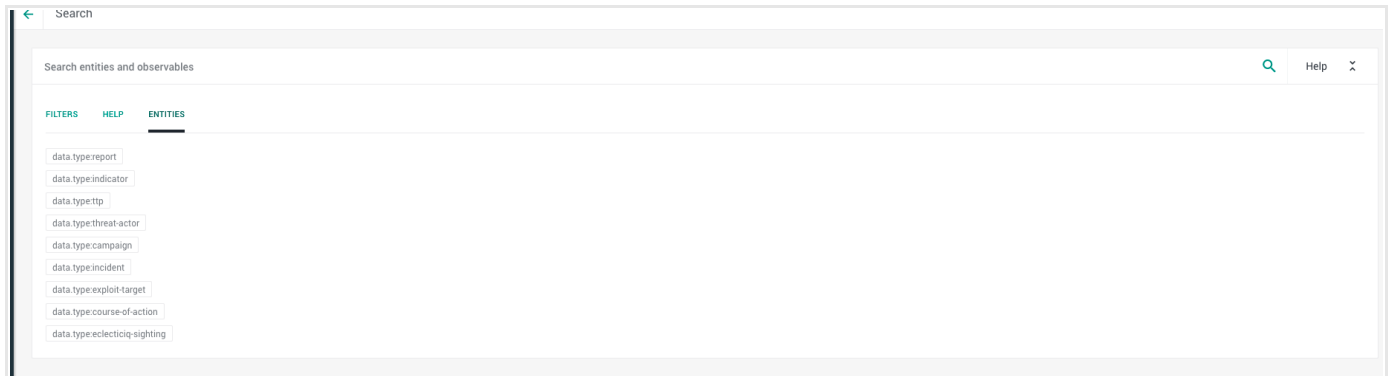 Search
Search entities and observables Help
FILTERS HELP ENTITIES
data.type:report
data.type:indicator
data.type:ttp
data.type:threat-actor
data.type:campaign
data.type:incident
data.type:exploit-target
data.type:course-of-action
data.type:eclecticiq-sighting